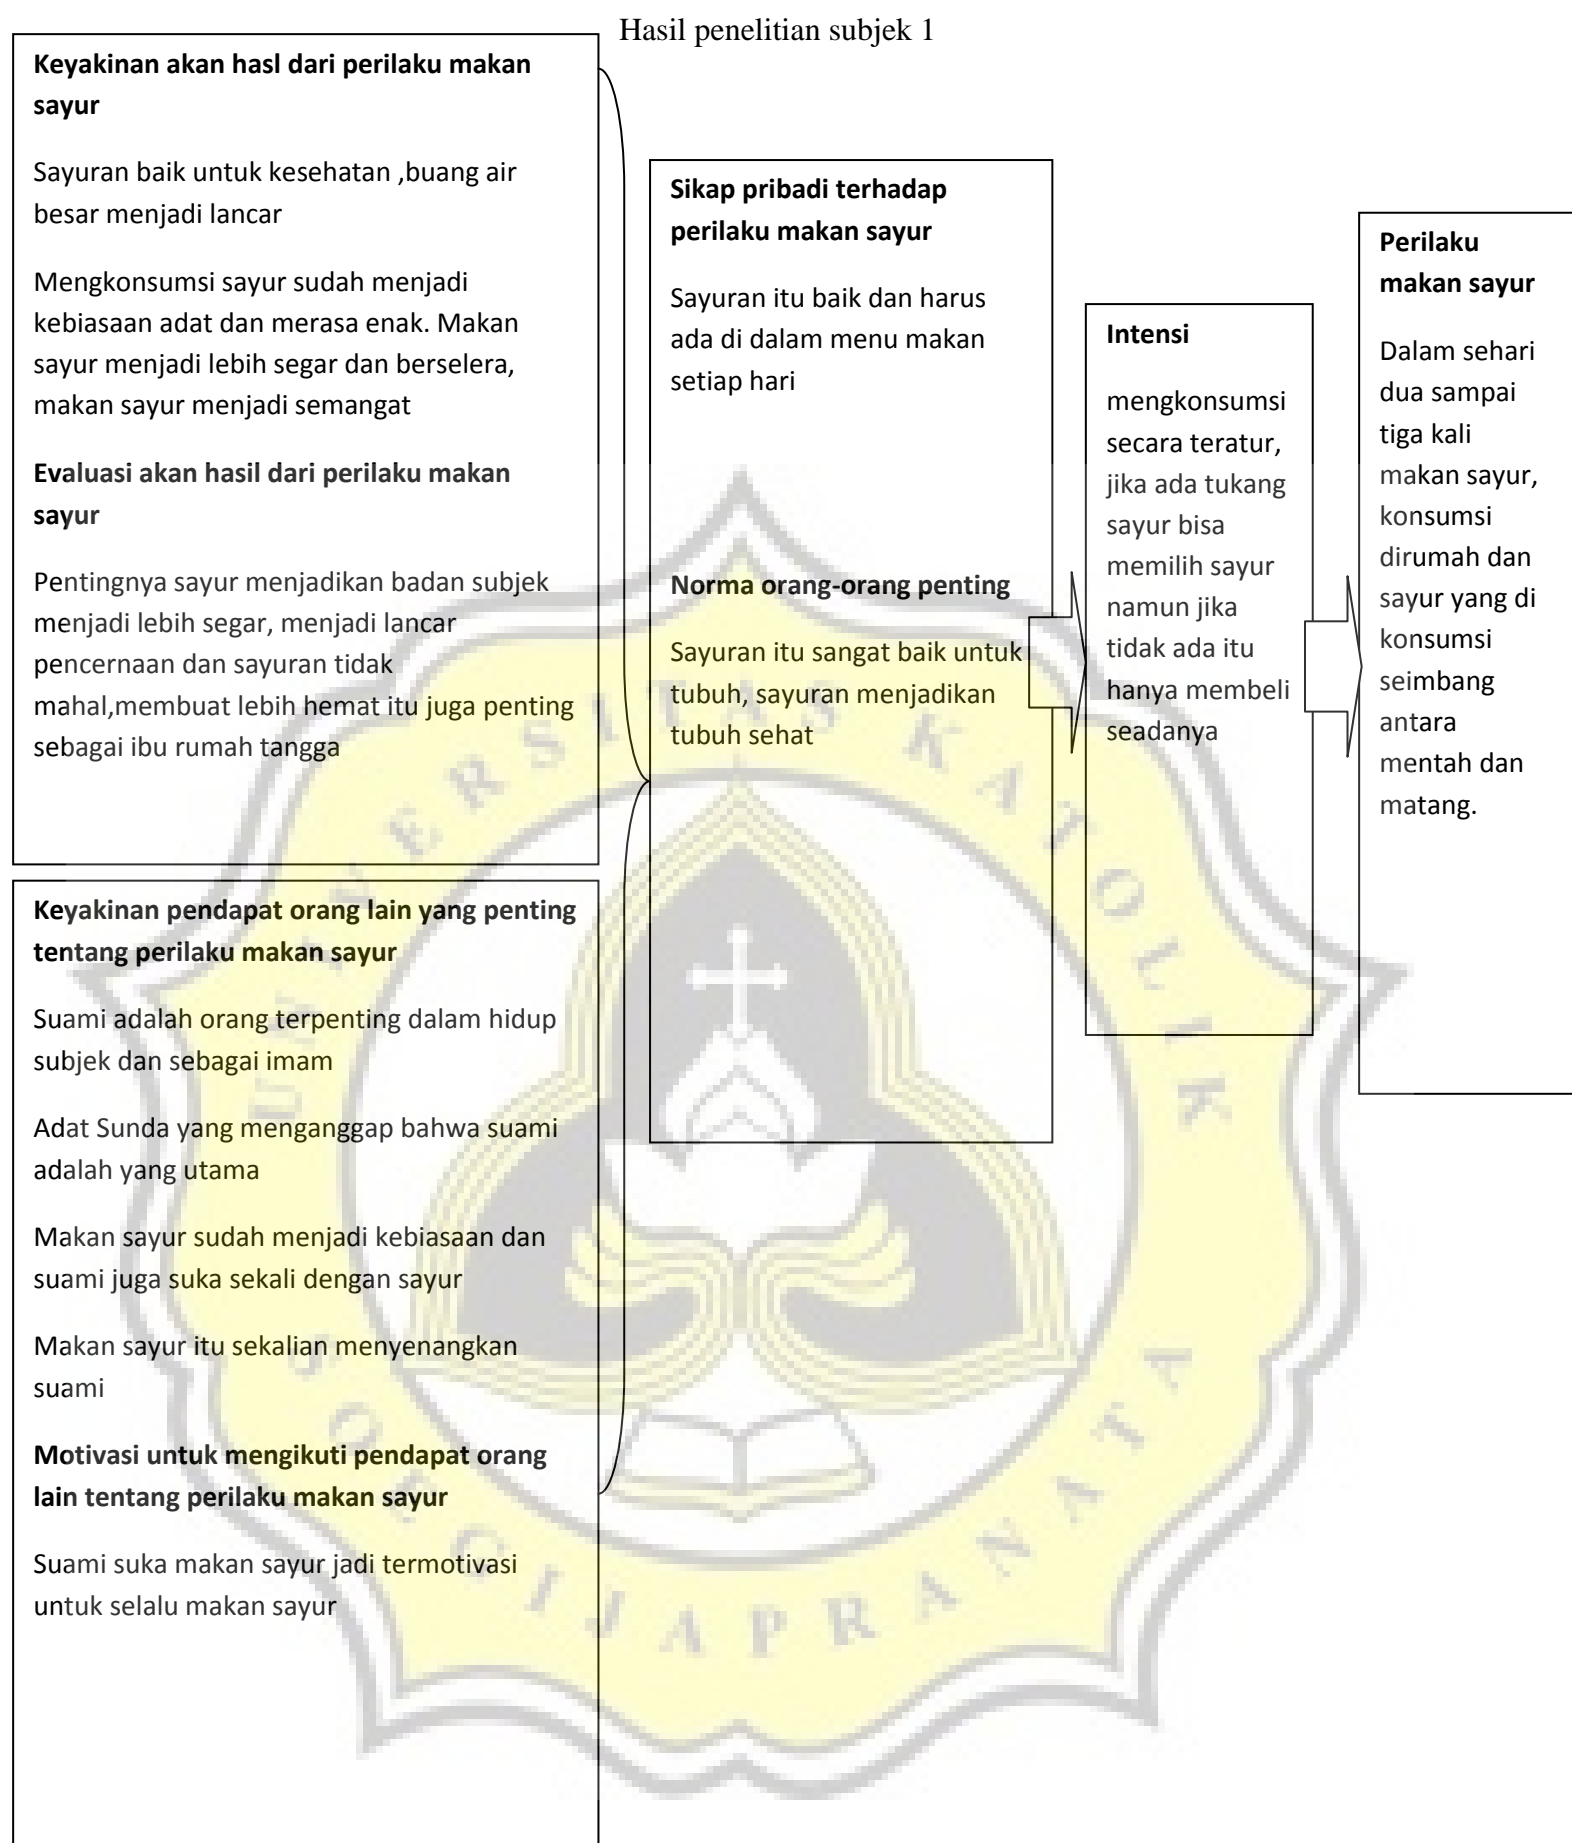 Hasil penelitian subjek 1
Keyakinan akan hasl dari perilaku makan
sayur
Sayuran baik untuk kesehatan ,buang air
besar menjadi lancar
Mengkonsumsi sayur sudah menjadi
kebiasaan adat dan merasa enak. Makan
sayur menjadi lebih segar dan berselera,
makan sayur menjadi semangat
Evaluasi akan hasil dari perilaku makan
sayur
Pentingnya sayur menjadikan badan subjek
menjadi lebih segar, menjadi lancar
pencernaan dan sayuran tidak
mahal,membuat lebih hemat itu juga penting
sebagai ibu rumah tangga
Keyakinan pendapat orang lain yang penting
tentang perilaku makan sayur
Suami adalah orang terpenting dalam hidup
subjek dan sebagai imam
Adat Sunda yang menganggap bahwa suami
adalah yang utama
Makan sayur sudah menjadi kebiasaan dan
suami juga suka sekali dengan sayur
Makan sayur itu sekalian menyenangkan
suami
Motivasi untuk mengikuti pendapat orang
lain tentang perilaku makan sayur
Suami suka makan sayur jadi termotivasi
untuk selalu makan sayur
Sikap pribadi terhadap
perilaku makan sayur
Sayuran itu baik dan harus
ada di dalam menu makan
setiap hari
Norma orang-orang penting
Sayuran itu sangat baik untuk
tubuh, sayuran menjadikan
tubuh sehat
Intensi
mengkonsumsi
secara teratur,
jika ada tukang
sayur bisa
memilih sayur
namun jika
tidak ada itu
hanya membeli
seadanya
Perilaku
makan sayur
Dalam sehari
dua sampai
tiga kali
makan sayur,
konsumsi
dirumah dan
sayur yang di
konsumsi
seimbang
antara
mentah dan
matang.
UNIVERSITAS KATOLIK
SOEGIJAPRANATA